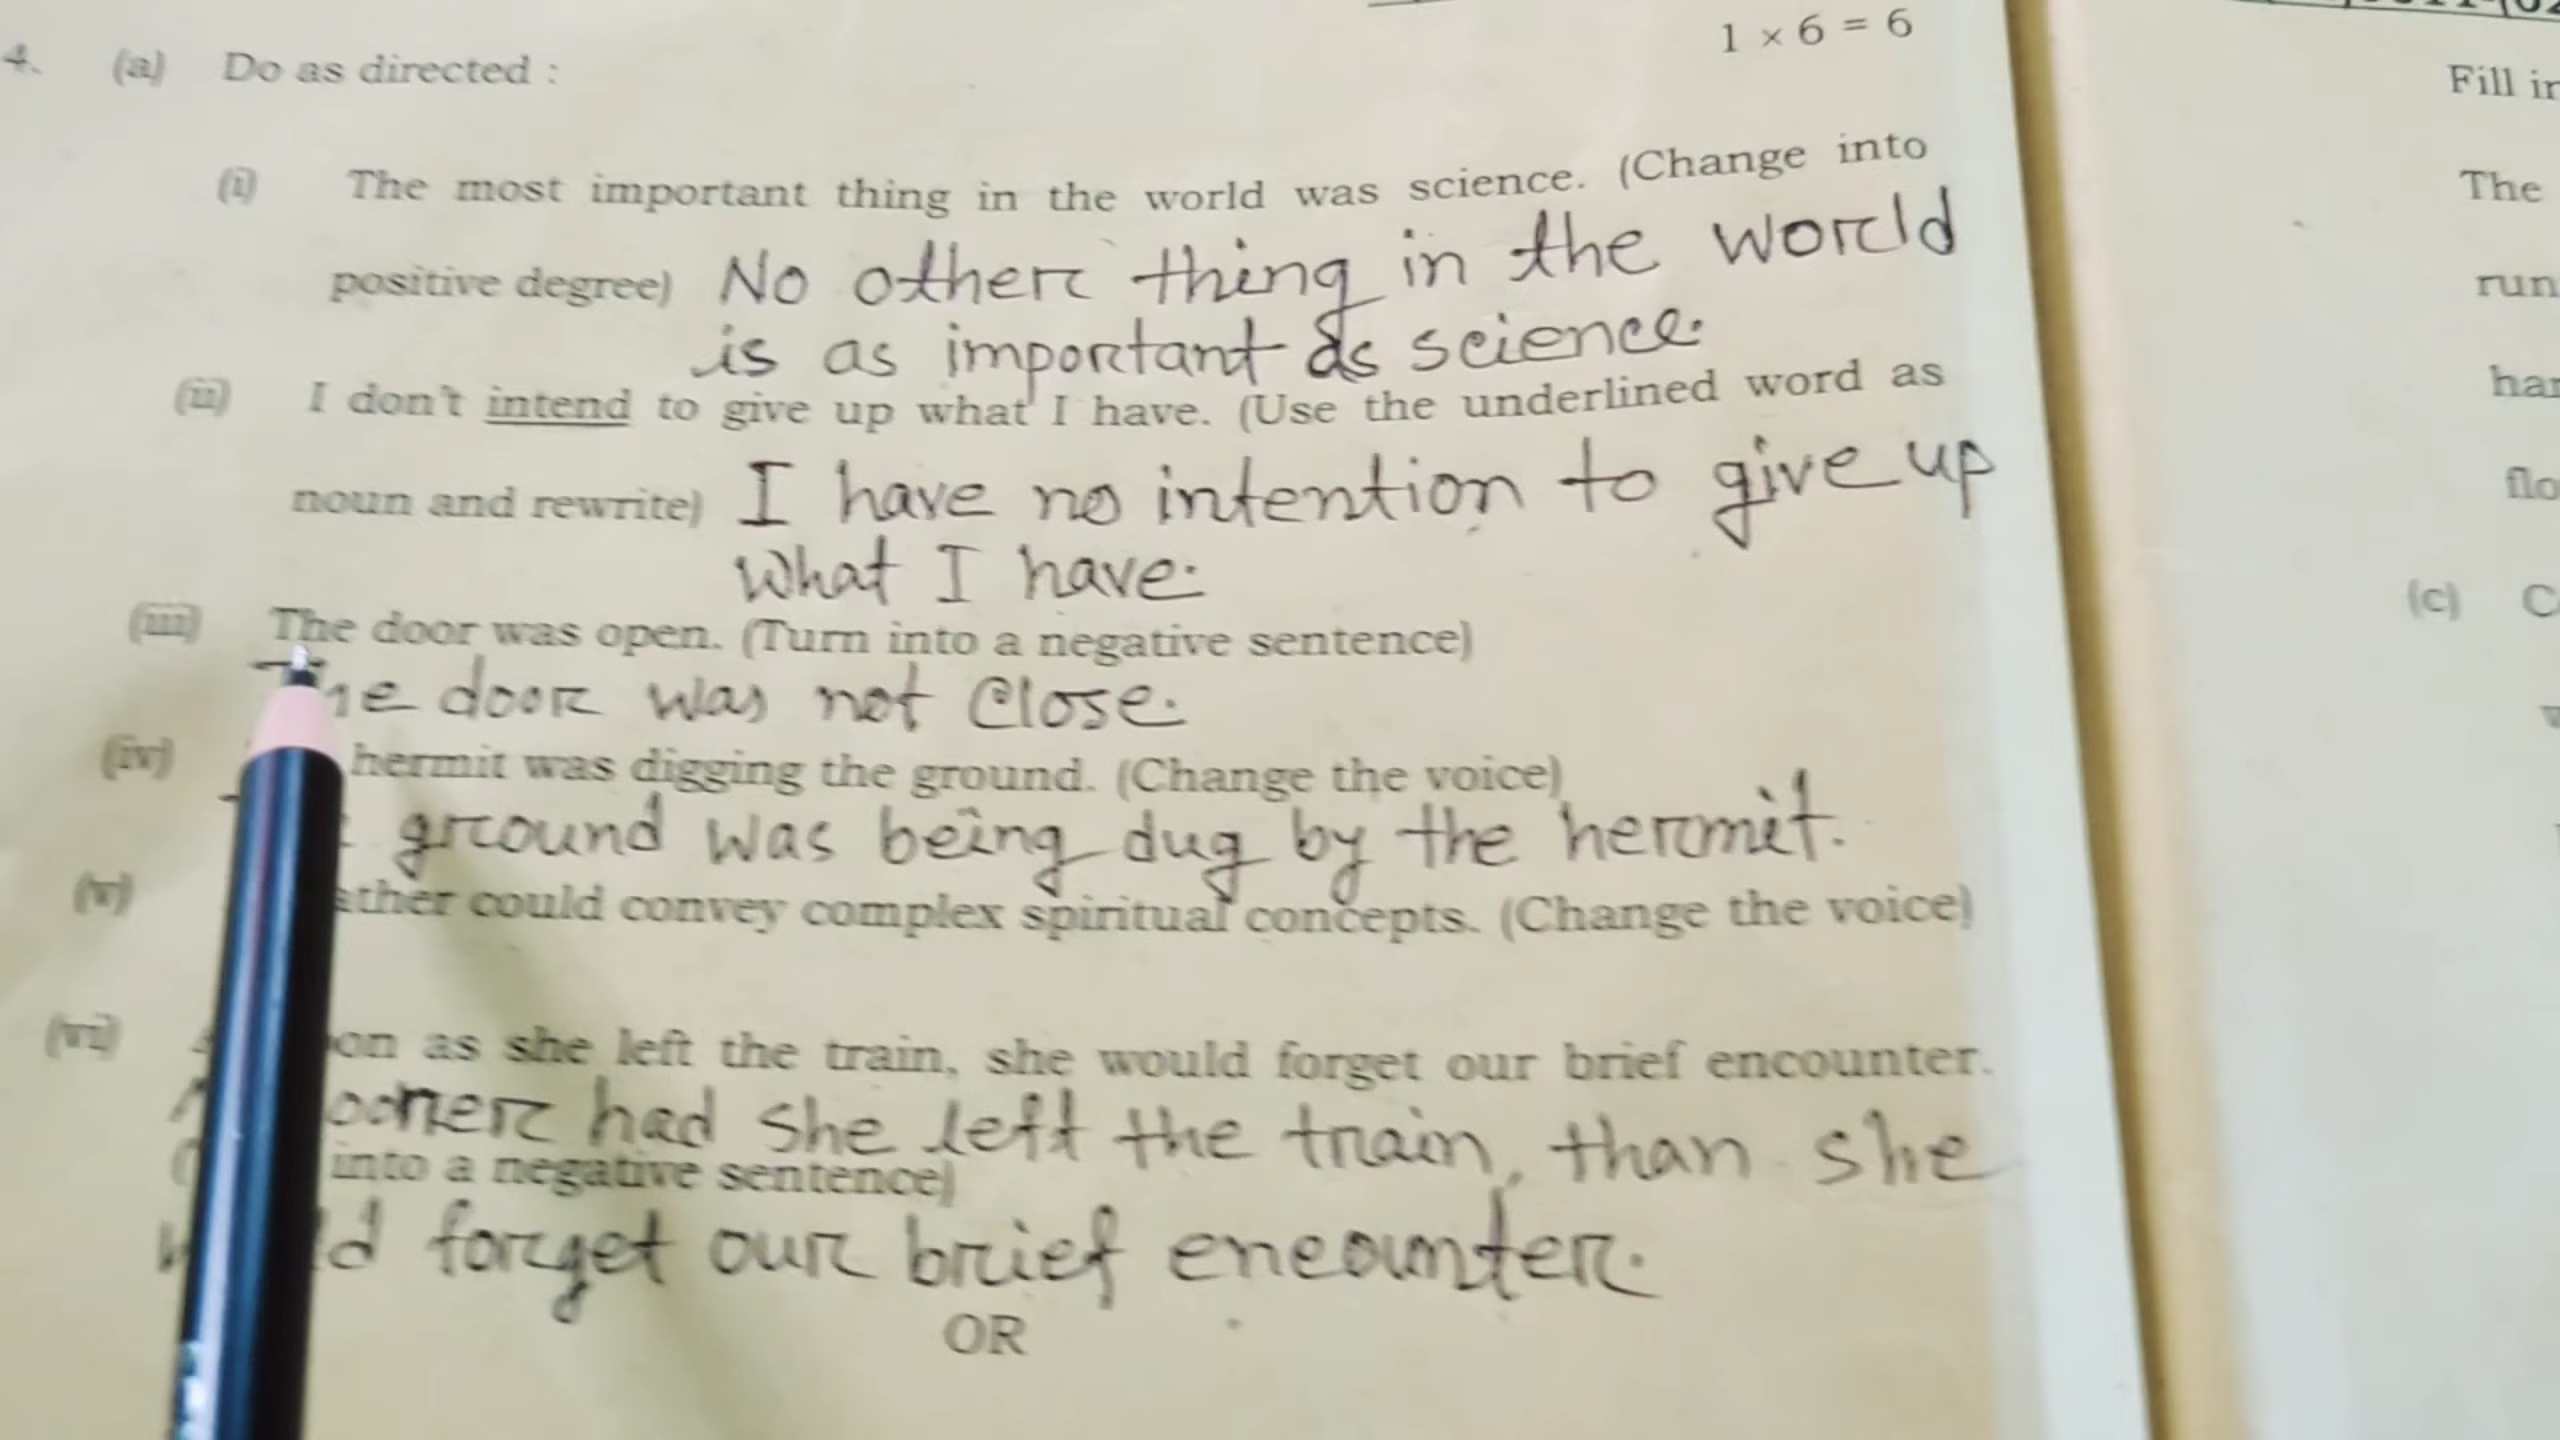 1 × 6 = 6
4. (a) Do as directed :
(i) The most important thing in the world was science. (Change into
positive degree) No other thing in the world
is as important as science.
(ii) I don't intend to give up what I have. (Use the underlined word as
noun and rewrite) I have no intention to give up
what I have.
(iii) The door was open. (Turn into a negative sentence)
The door was not close.
(iv) hermit was digging the ground. (Change the voice)
ground was being dug by the hermit.
(v) could convey complex spiritual concepts. (Change the voice)
(vi) as she left the train, she would forget our brief encounter.
had she left the train, than she
into a negative sentence)
forget our brief encounter.
OR
Fill
The
run
(c)